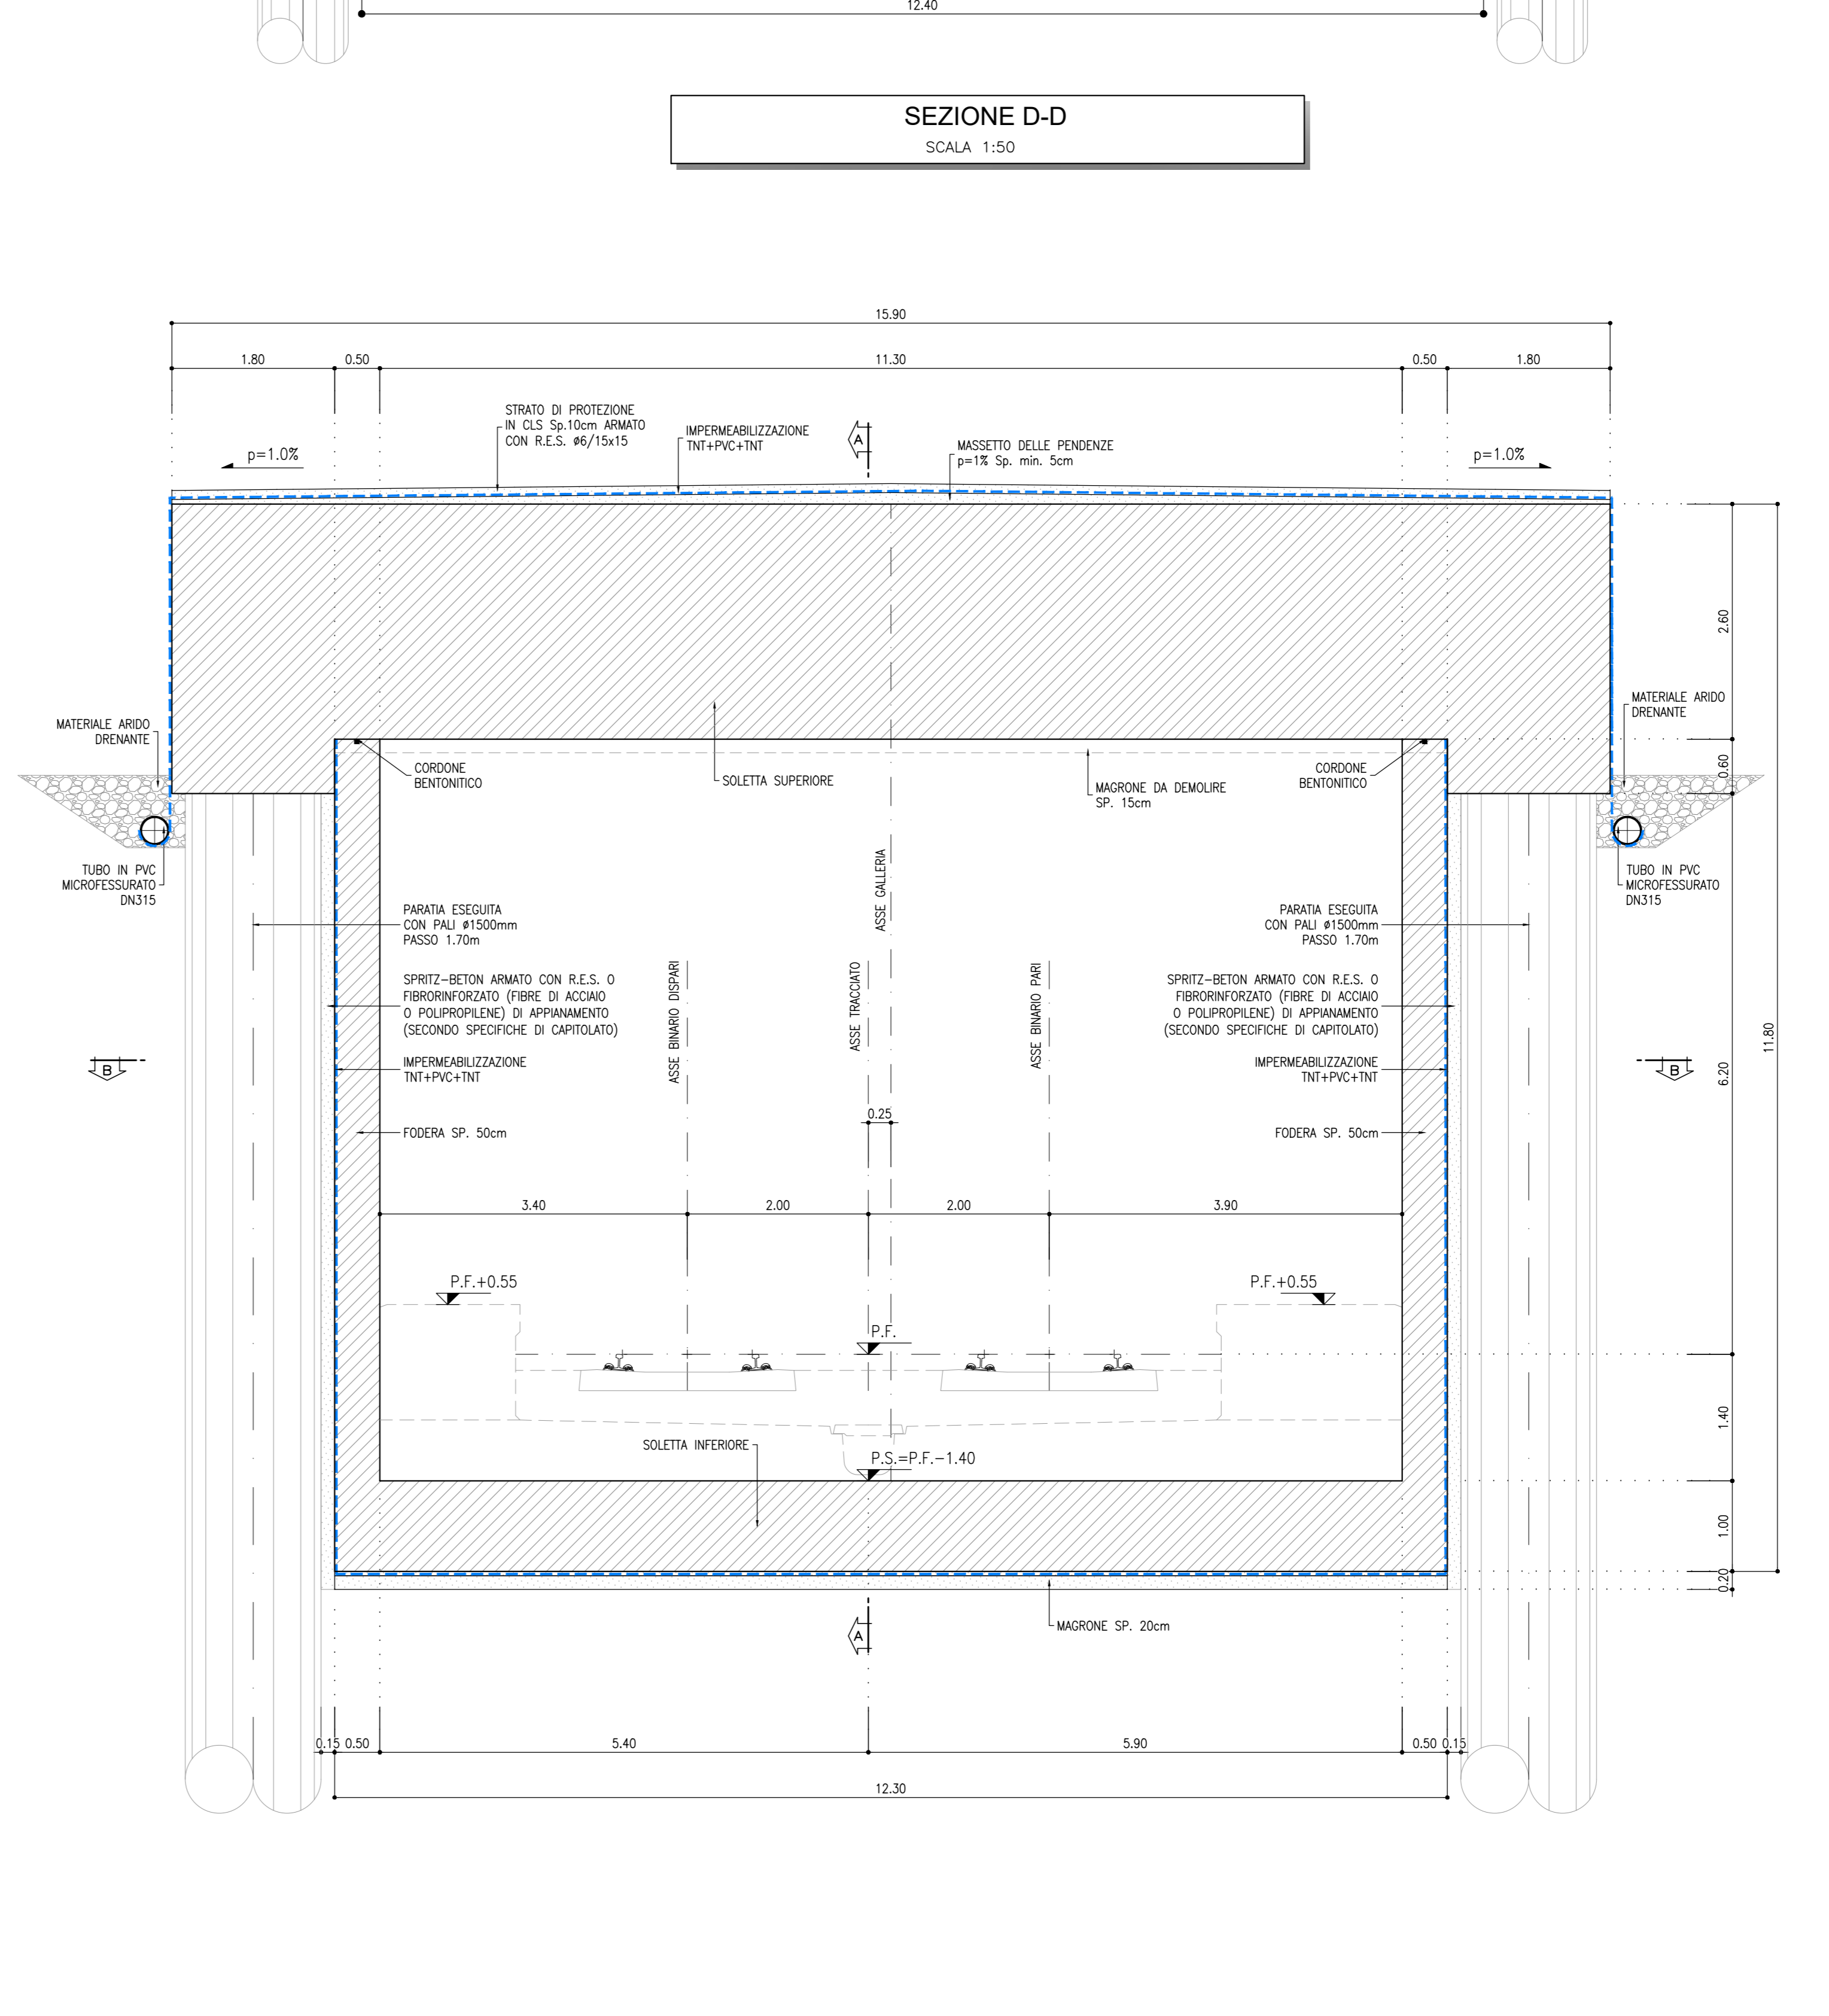 12.40
SEZIONE D-D
SCALA 1:50
15.90
1.80
0.50
11.30
0.50
1.80
STRATO DI PROTEZIONE
IN CLS Sp.10cm ARMATO
CON R.E.S. ø6/15x15
IMPERMEABILIZZAZIONE
TNT+PVC+TNT
A
MASSETTO DELLE PENDENZE
p=1% Sp. min. 5cm
p=1.0%
p=1.0%
2.60
MATERIALE ARIDO
DRENANTE
MATERIALE ARIDO
DRENANTE
CORDONE
BENTONITICO
SOLETTA SUPERIORE
MAGRONE DA DEMOLIRE
SP. 15cm
CORDONE
BENTONITICO
0.60
TUBO IN PVC
MICROFESSURATO
DN315
TUBO IN PVC
MICROFESSURATO
DN315
ASSE GALLERIA
PARATIA ESEGUITA
CON PALI ø1500mm
PASSO 1.70m
PARATIA ESEGUITA
CON PALI ø1500mm
PASSO 1.70m
SPRITZ-BETON ARMATO CON R.E.S. O
FIBRORINFORZATO (FIBRE DI ACCIAIO
O POLIPROPILENE) DI APPIANAMENTO
(SECONDO SPECIFICHE DI CAPITOLATO)
ASSE BINARIO DISPARI
ASSE TRACCIATO
ASSE BINARIO PARI
SPRITZ-BETON ARMATO CON R.E.S. O
FIBRORINFORZATO (FIBRE DI ACCIAIO
O POLIPROPILENE) DI APPIANAMENTO
(SECONDO SPECIFICHE DI CAPITOLATO)
11.80
B
IMPERMEABILIZZAZIONE
TNT+PVC+TNT
IMPERMEABILIZZAZIONE
TNT+PVC+TNT
B
6.20
0.25
FODERA SP. 50cm
FODERA SP. 50cm
3.40
2.00
2.00
3.90
P.F.+0.55
P.F.+0.55
P.F.
1.40
SOLETTA INFERIORE
P.S.=P.F.-1.40
1.00
0.20
MAGRONE SP. 20cm
A
0.15
0.50
5.40
5.90
0.50
0.15
12.30